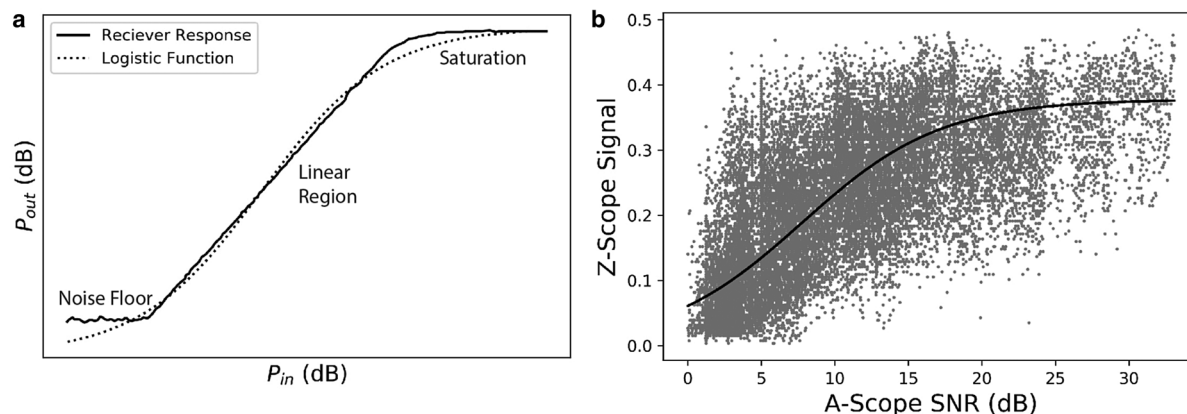 a
Reciever Response
Logistic Function
Saturation
Linear
Region
Noise Floor
P_out (dB)
P_in (dB)
b
0.5
0.4
0.3
0.2
0.1
0.0
Z-Scope Signal
0 5 10 15 20 25 30
A-Scope SNR (dB)